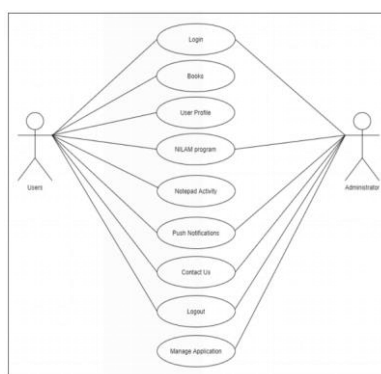 Login
Books
User Profile
NILAM program
Users
Administrator
Notepad Activity
Push Notifications
Contact Us
Logout
Manage Application